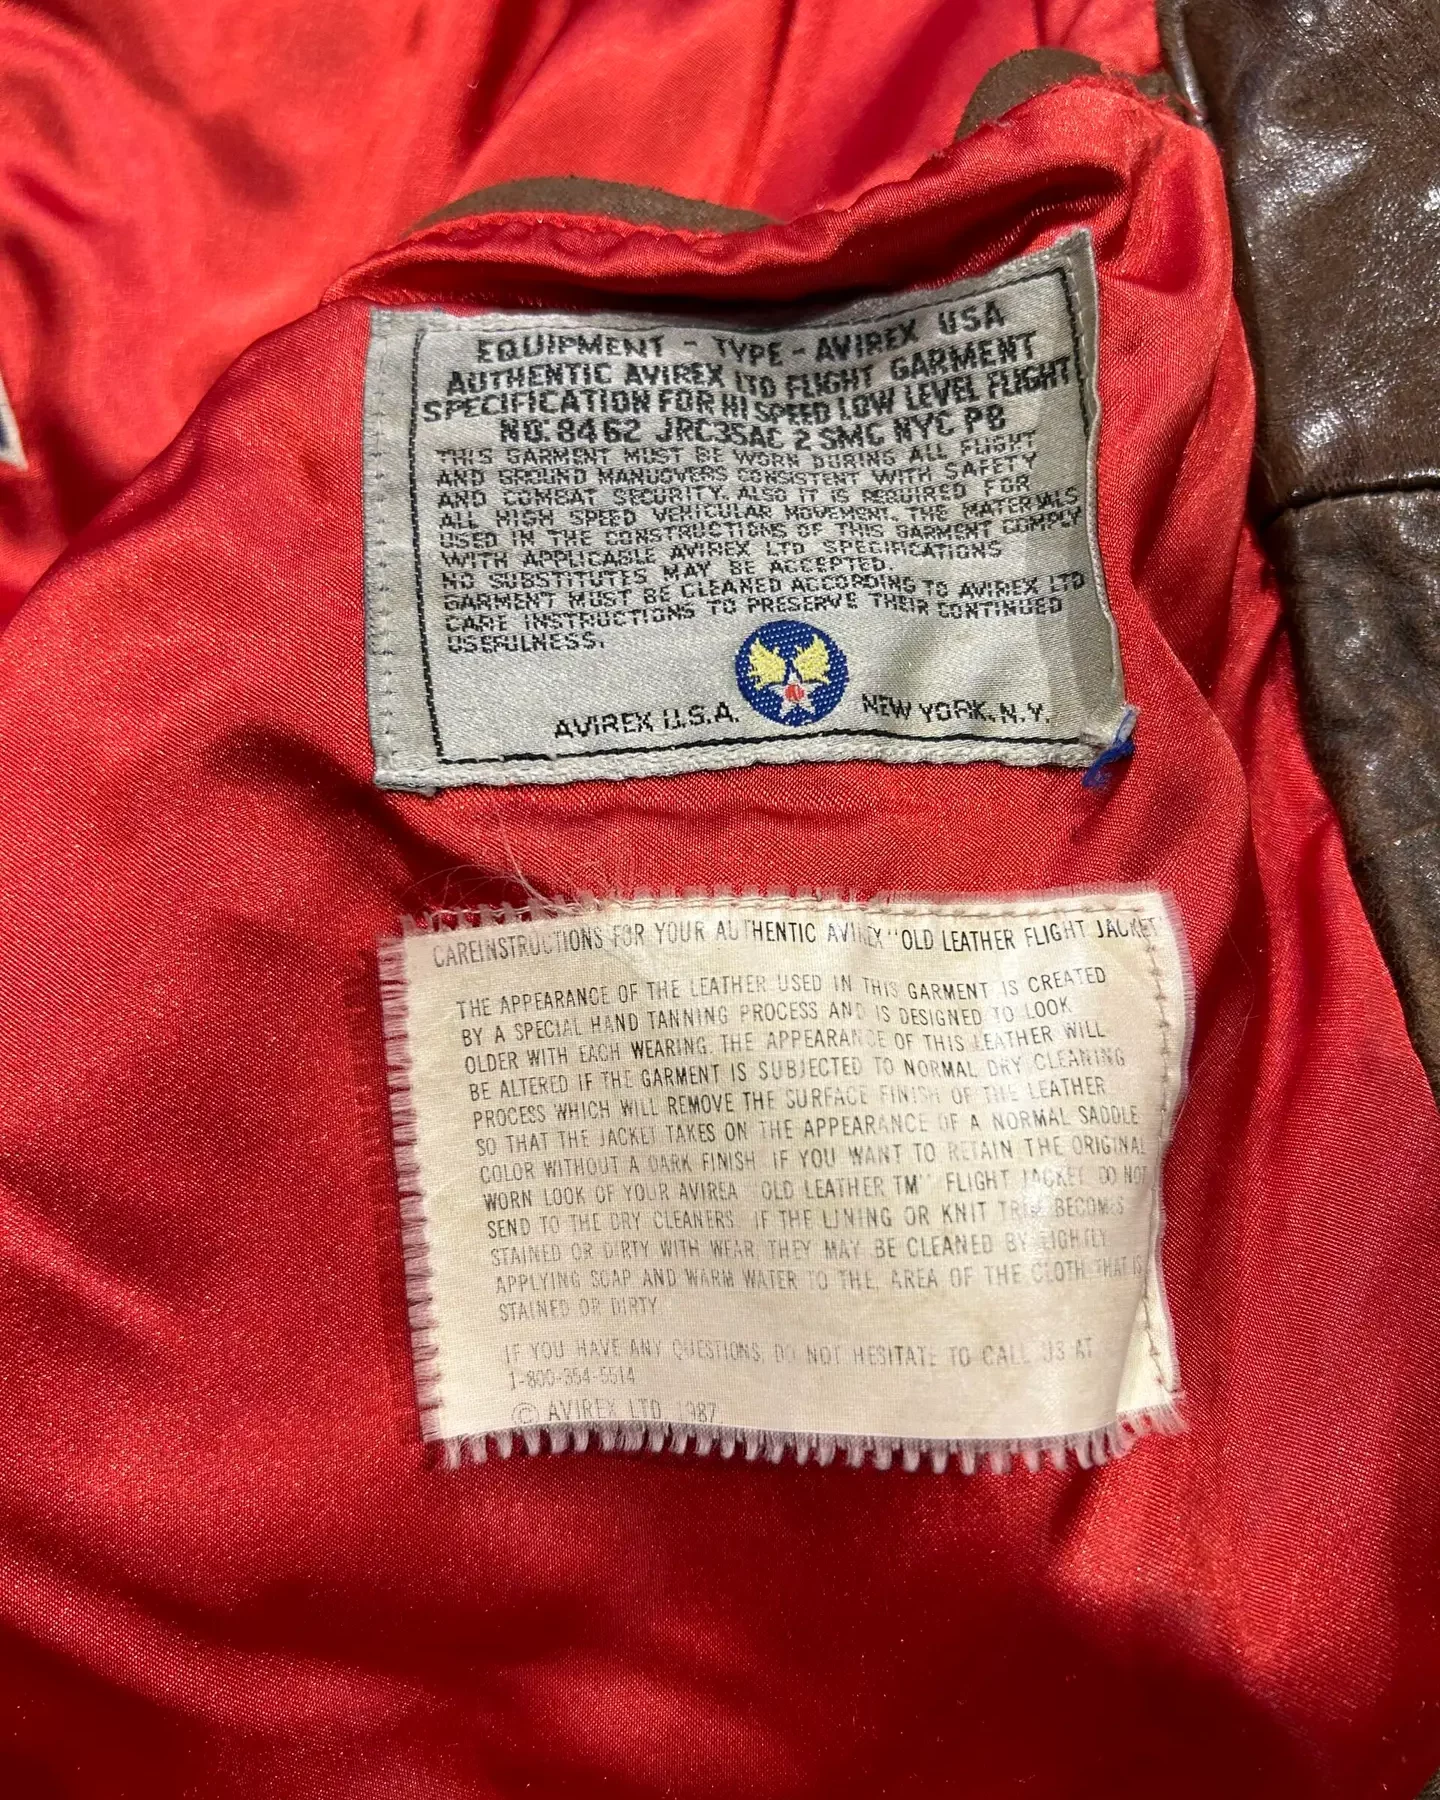 EQUIPMENT - TYPE - AVIREX USA
AUTHENTIC AVIREX LTD FLIGHT GARMENT
SPECIFICATION FOR HI SPEED LOW LEVEL FLIGHT
NO. 8462 JRC35AC 2 SMC NYC PB
THIS GARMENT MUST BE WORN DURING ALL FLIGHT
AND GROUND MANUOVERS CONSISTENT WITH SAFETY
AND COMBAT SECURITY. ALSO IT IS REQUIRED FOR
ALL HIGH SPEED VEHICULAR MOVEMENT. THE MATERIALS
USED IN THE CONSTRUCTIONS OF THIS GARMENT COMPLY
WITH APPLICABLE AVIREX LTD SPECIFICATIONS
NO SUBSTITUTES MAY BE ACCEPTED.
GARMENT MUST BE CLEANED ACCORDING TO AVIREX LTD
CARE INSTRUCTIONS TO PRESERVE THEIR CONTINUED
USEFULNESS.
AVIREX U.S.A. NEW YORK, N.Y.
CARE INSTRUCTIONS FOR YOUR AUTHENTIC AVIREX "OLD LEATHER FLIGHT JACKET
THE APPEARANCE OF THE LEATHER USED IN THIS GARMENT IS CREATED
BY A SPECIAL HAND TANNING PROCESS AND IS DESIGNED TO LOOK
OLDER WITH EACH WEARING. THE APPEARANCE OF THIS LEATHER WILL
BE ALTERED IF THE GARMENT IS SUBJECTED TO NORMAL DRY CLEANING
PROCESS WHICH WILL REMOVE THE SURFACE FINISH OF THE LEATHER
SO THAT THE JACKET TAKES ON THE APPEARANCE OF A NORMAL SADDLE
COLOR WITHOUT A DARK FINISH. IF YOU WANT TO RETAIN THE ORIGINAL
WORN LOOK OF YOUR AVIREA "OLD LEATHER TM" FLIGHT JACKET DO NOT
SEND TO THE DRY CLEANERS. IF THE LINING OR KNIT TRIM BECOMES
STAINED OR DIRTY WITH WEAR, THEY MAY BE CLEANED BY LIGHTLY
APPLYING SOAP AND WARM WATER TO THE, AREA OF THE CLOTH THAT IS
STAINED OR DIRTY.
IF YOU HAVE ANY QUESTIONS, DO NOT HESITATE TO CALL US AT
1-800-354-5514
© AVIREX LTD 1987